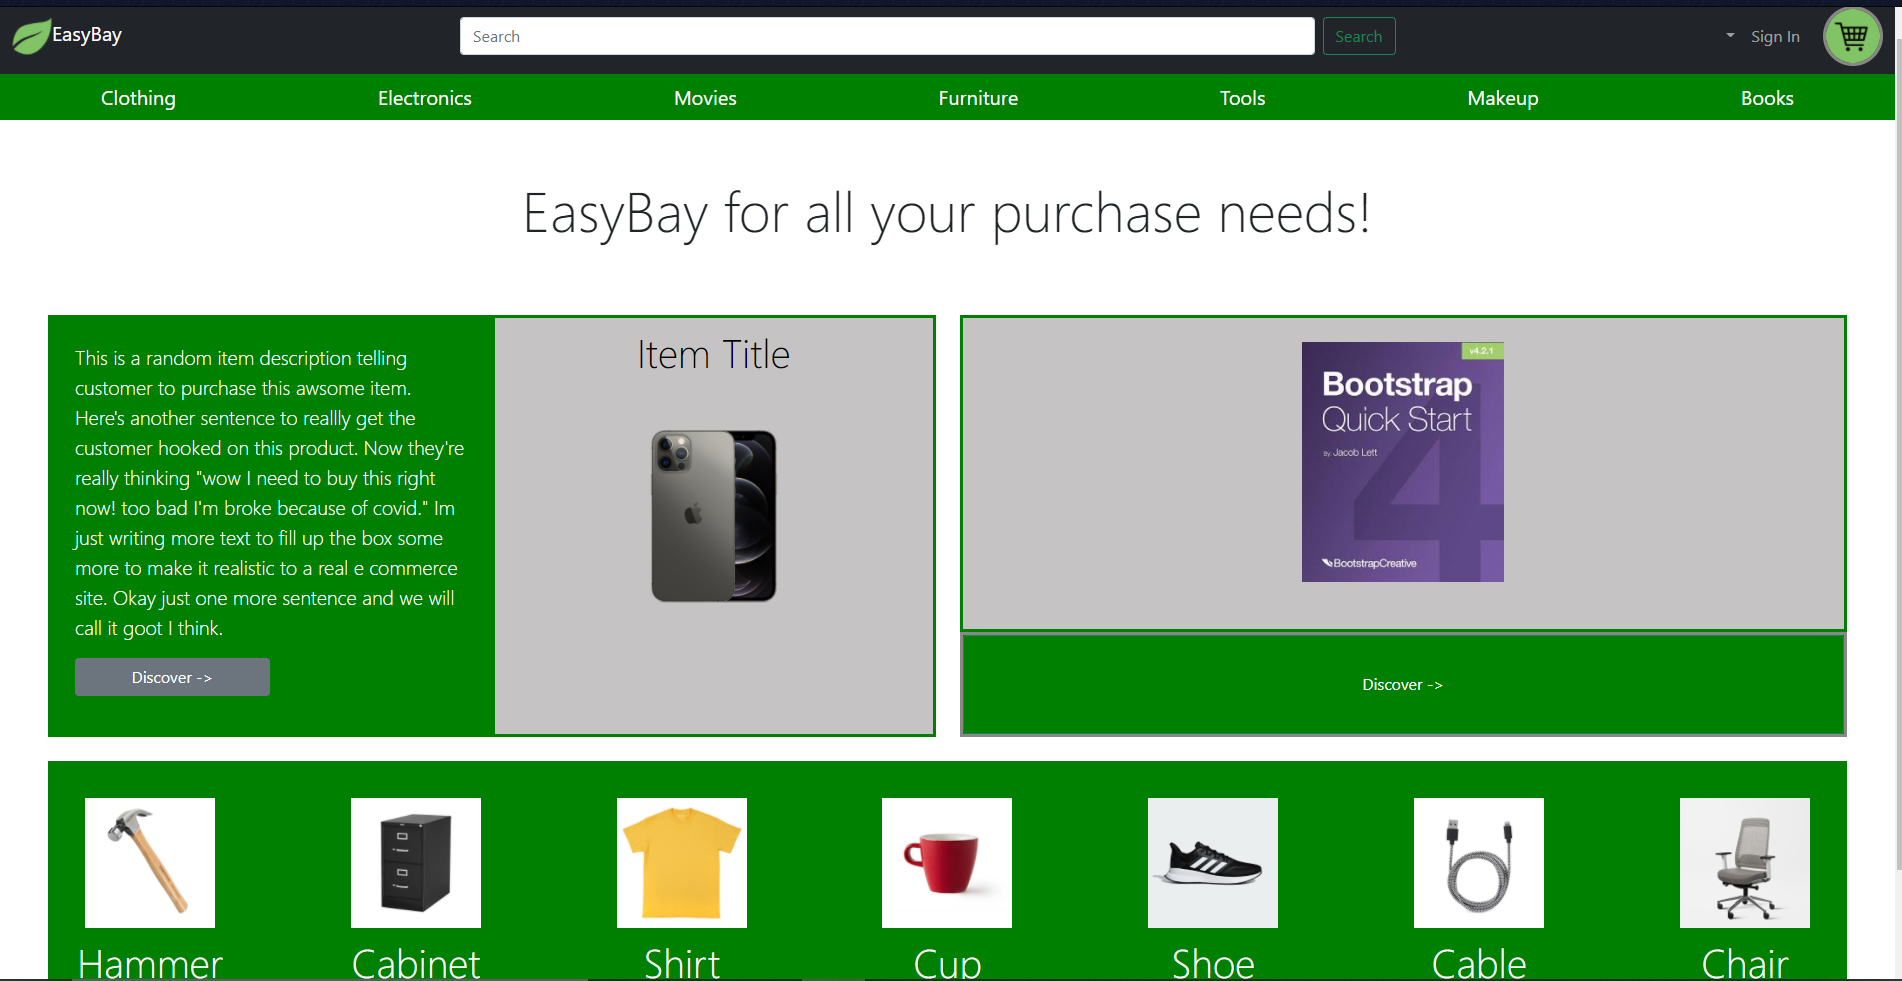 EasyBay
Search
Search
Sign In
Clothing
Electronics
Movies
Furniture
Tools
Makeup
Books
EasyBay for all your purchase needs!
This is a random item description telling
customer to purchase this awsome item.
Here's another sentence to reallly get the
customer hooked on this product. Now they're
really thinking "wow I need to buy this right
now! too bad I'm broke because of covid." Im
just writing more text to fill up the box some
more to make it realistic to a real e commerce
site. Okay just one more sentence and we will
call it goot I think.
Discover ->
Item Title
v4.2.1
Bootstrap
Quick Start
By: Jacob Lett
4
BootstrapCreative
Discover ->
Hammer
Cabinet
Shirt
Cup
Shoe
Cable
Chair